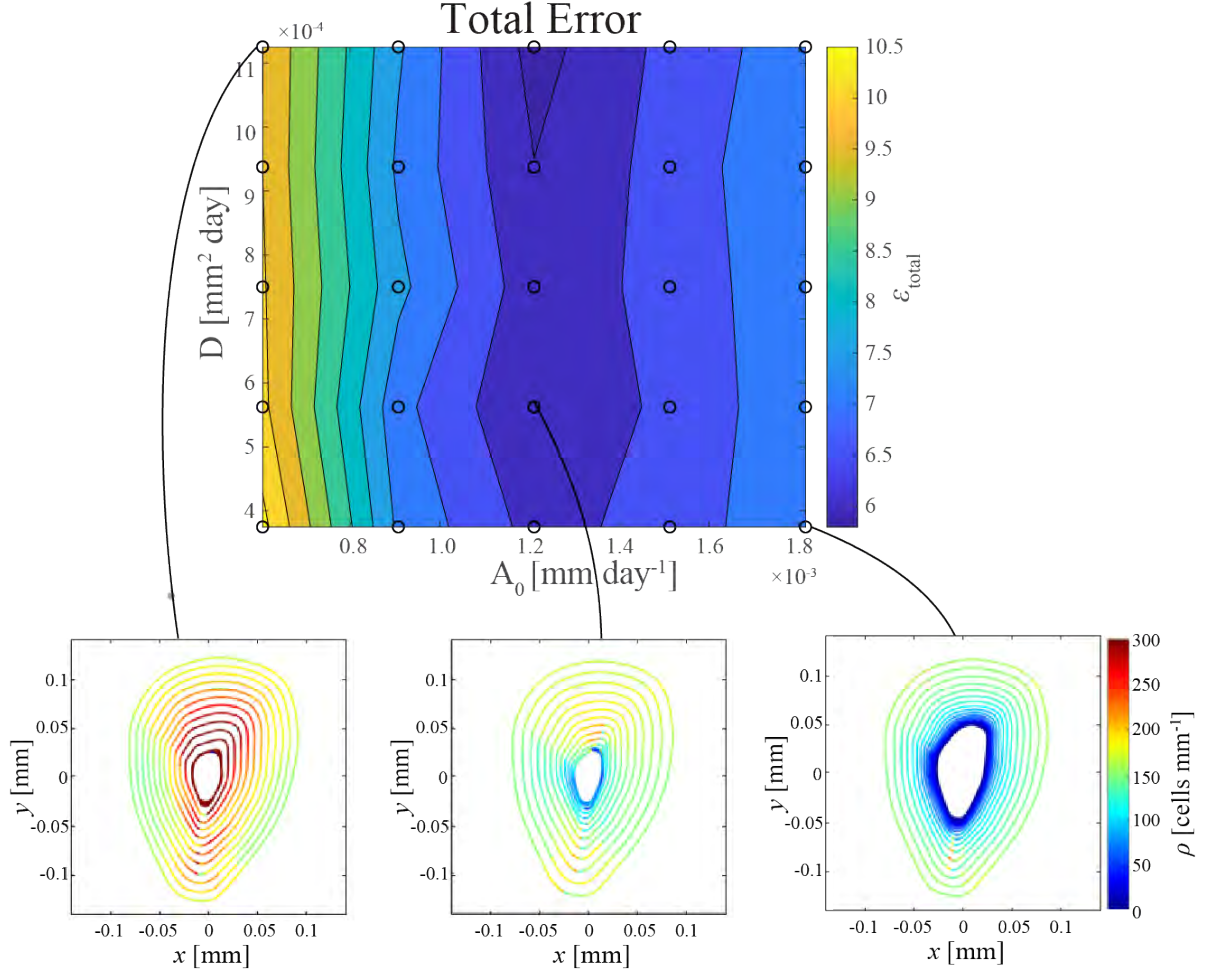 Total Error
×10⁻⁴
11
10
9
8
7
6
5
4
D [mm² day]
0.8 1.0 1.2 1.4 1.6 1.8
A₀ [mm day⁻¹]
×10⁻³
10.5
10
9.5
9
8.5
8
7.5
7
6.5
6
ε total
0.1
0.05
0
-0.05
-0.1
y [mm]
-0.1 -0.05 0 0.05 0.1
x [mm]
0.1
0.05
0
-0.05
-0.1
y [mm]
-0.1 -0.05 0 0.05 0.1
x [mm]
0.1
0.05
0
-0.05
-0.1
y [mm]
-0.1 -0.05 0 0.05 0.1
x [mm]
300
250
200
150
100
50
0
ρ [cells mm⁻¹]